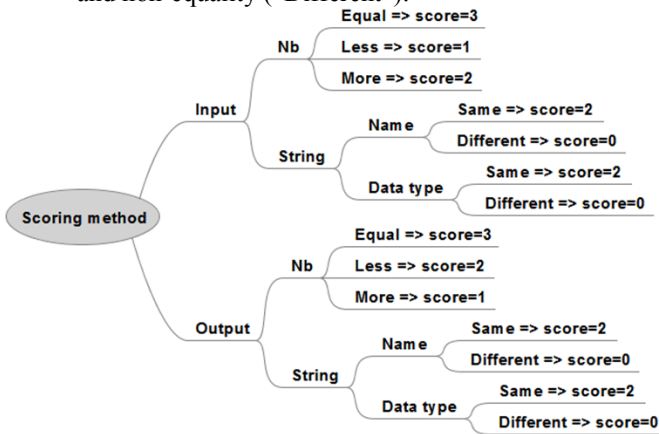 and non-equality ("Different").
Equal => score=3
Nb
Less => score=1
More => score=2
Input
Same => score=2
Name
Different => score=0
String
Same => score=2
Data type
Different => score=0
Scoring method
Equal => score=3
Nb
Less => score=2
More => score=1
Output
Same => score=2
Name
Different => score=0
String
Same => score=2
Data type
Different => score=0